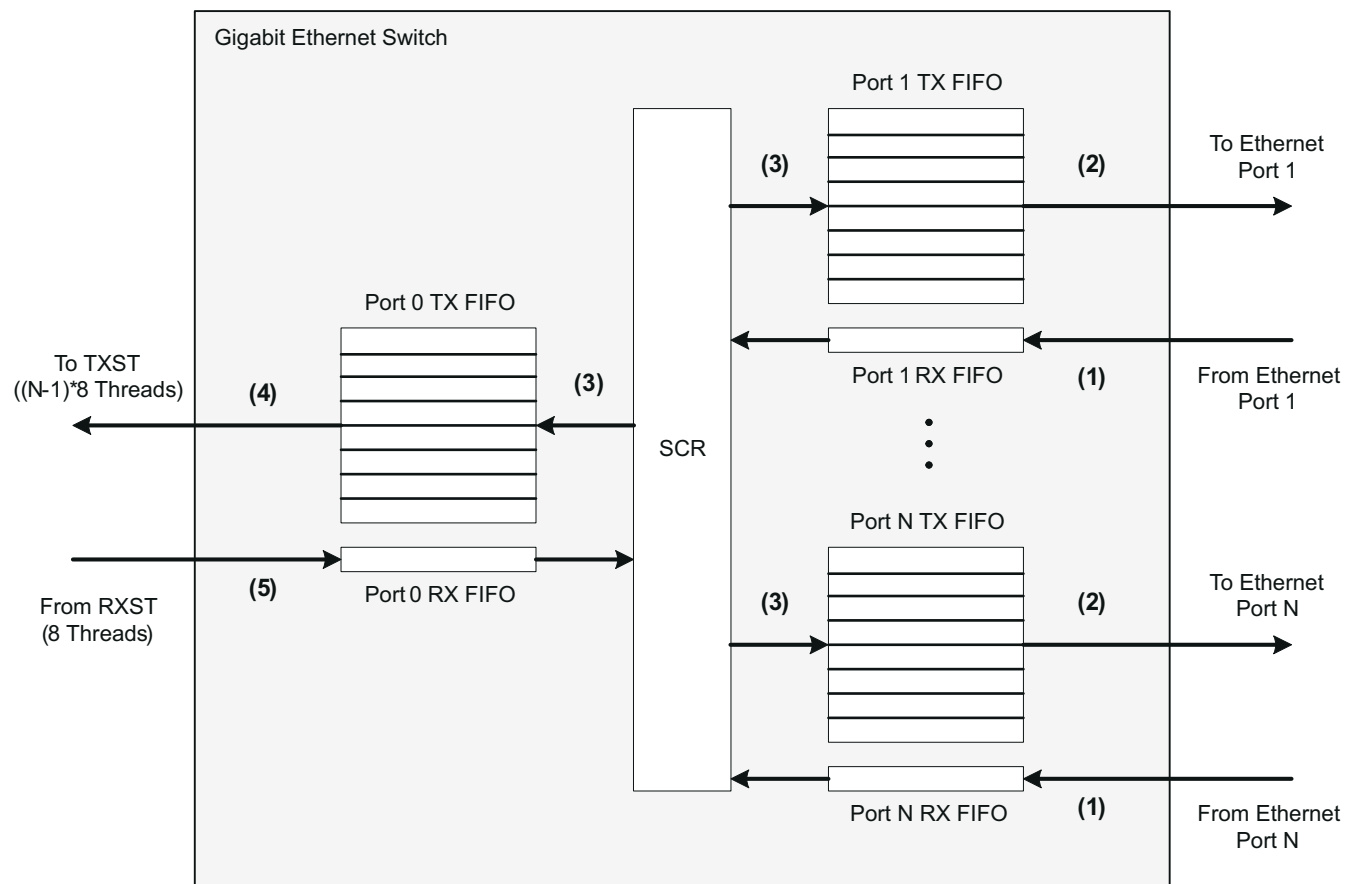 Gigabit Ethernet Switch
Port 1 TX FIFO
(3)
(2)
To Ethernet
Port 1
Port 0 TX FIFO
To TXST
((N-1)*8 Threads)
(4)
(3)
Port 1 RX FIFO
(1)
From Ethernet
Port 1
SCR
Port N TX FIFO
From RXST
(8 Threads)
(5)
Port 0 RX FIFO
(3)
(2)
To Ethernet
Port N
Port N RX FIFO
(1)
From Ethernet
Port N